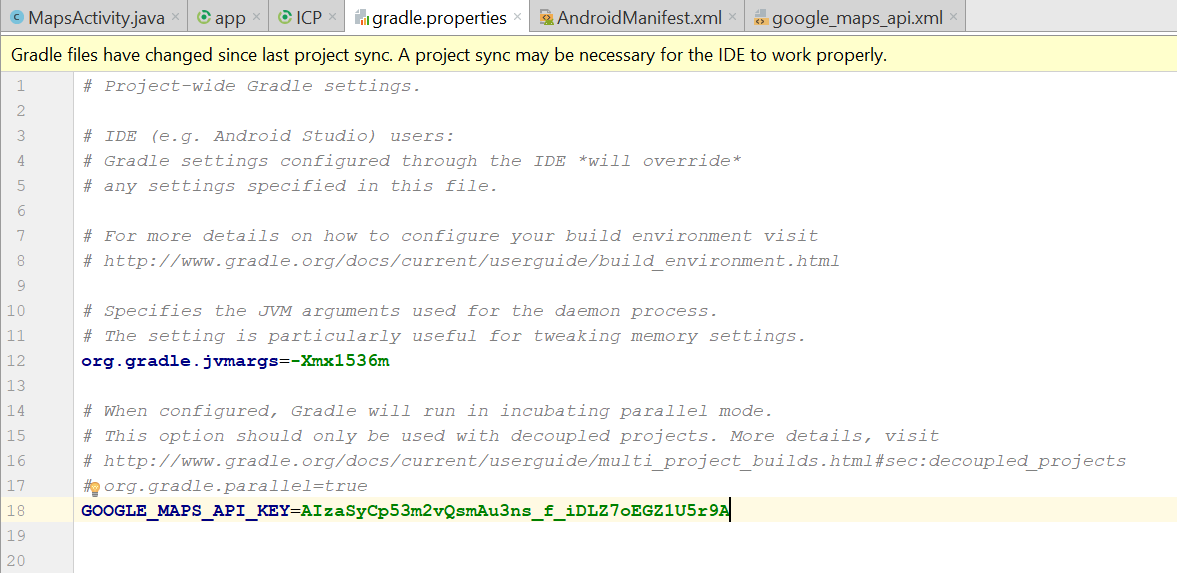 MapsActivity.java × app × ICP × gradle.properties × AndroidManifest.xml × google_maps_api.xml ×
Gradle files have changed since last project sync. A project sync may be necessary for the IDE to work properly.
1 # Project-wide Gradle settings.
2
3 # IDE (e.g. Android Studio) users:
4 # Gradle settings configured through the IDE *will override*
5 # any settings specified in this file.
6
7 # For more details on how to configure your build environment visit
8 # http://www.gradle.org/docs/current/userguide/build_environment.html
9
10 # Specifies the JVM arguments used for the daemon process.
11 # The setting is particularly useful for tweaking memory settings.
12 org.gradle.jvmargs=-Xmx1536m
13
14 # When configured, Gradle will run in incubating parallel mode.
15 # This option should only be used with decoupled projects. More details, visit
16 # http://www.gradle.org/docs/current/userguide/multi_project_builds.html#sec:decoupled_projects
17 # org.gradle.parallel=true
18 GOOGLE_MAPS_API_KEY=AIzaSyCp53m2vQsmAu3ns_f_iDLZ7oEGZ1U5r9A
19
20